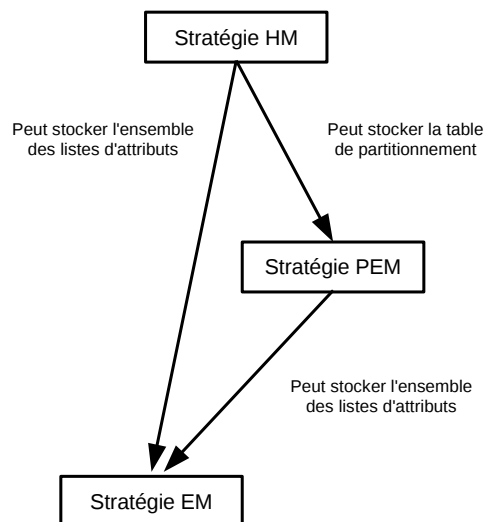 Stratégie HM
Peut stocker l'ensemble
des listes d'attributs
Peut stocker la table
de partitionnement
Stratégie PEM
Peut stocker l'ensemble
des listes d'attributs
Stratégie EM